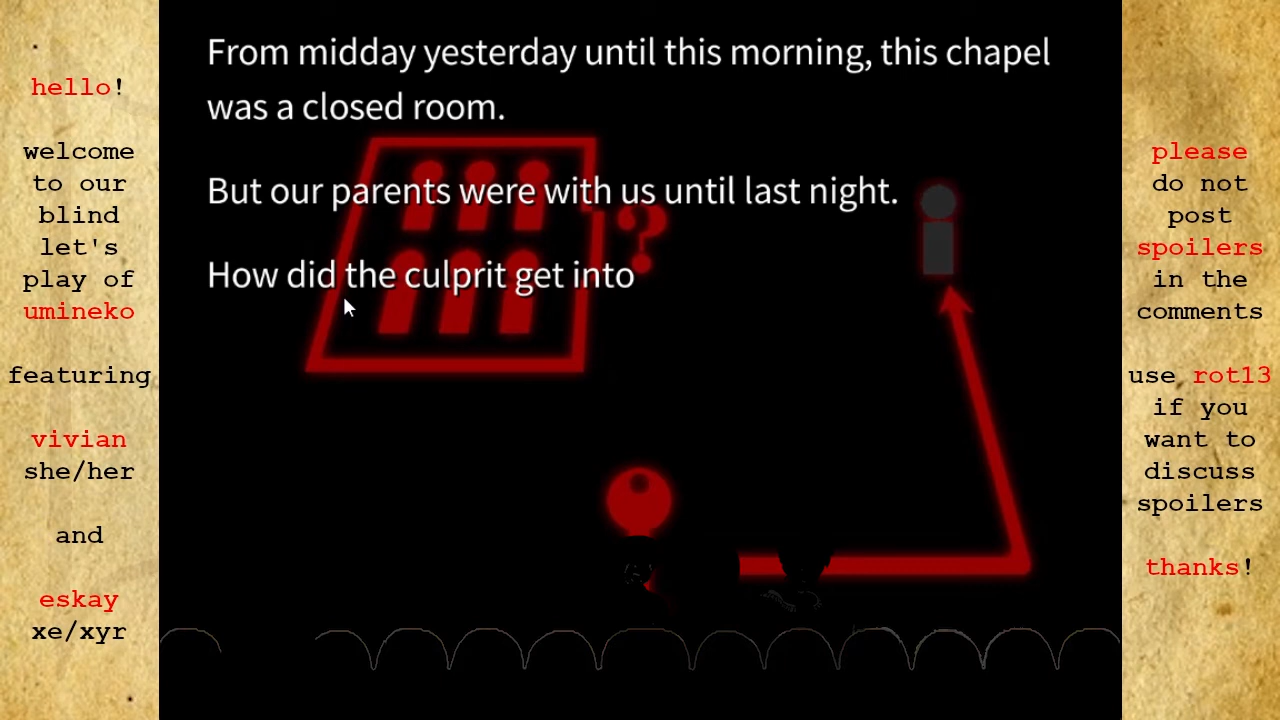 hello!
welcome
to our
blind
let's
play of
umineko
featuring
vivian
she/her
and
eskay
xe/xyr
From midday yesterday until this morning, this chapel
was a closed room.
But our parents were with us until last night.
How did the culprit get into
?
please
do not
post
spoilers
in the
comments
use rot13
if you
want to
discuss
spoilers
thanks!